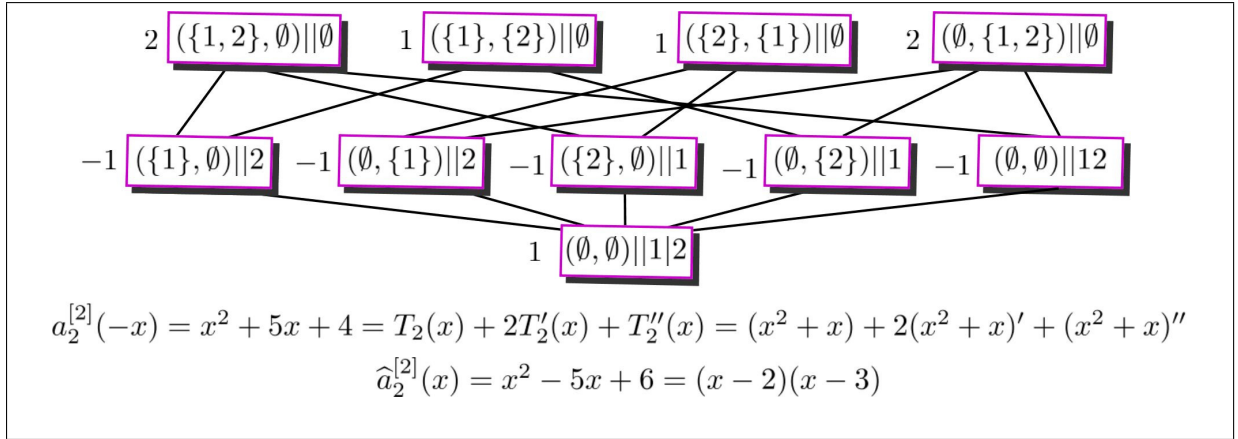 2 ({1, 2}, ∅)||∅ 1 ({1}, {2})||∅ 1 ({2}, {1})||∅ 2 (∅, {1, 2})||∅
−1 ({1}, ∅)||2 −1 (∅, {1})||2 −1 ({2}, ∅)||1 −1 (∅, {2})||1 −1 (∅, ∅)||12
1 (∅, ∅)||1|2
a_2^{[2]}(−x) = x^2 + 5x + 4 = T_2(x) + 2T_2′(x) + T_2″(x) = (x^2 + x) + 2(x^2 + x)′ + (x^2 + x)″
\widehat{a}_2^{[2]}(x) = x^2 − 5x + 6 = (x − 2)(x − 3)